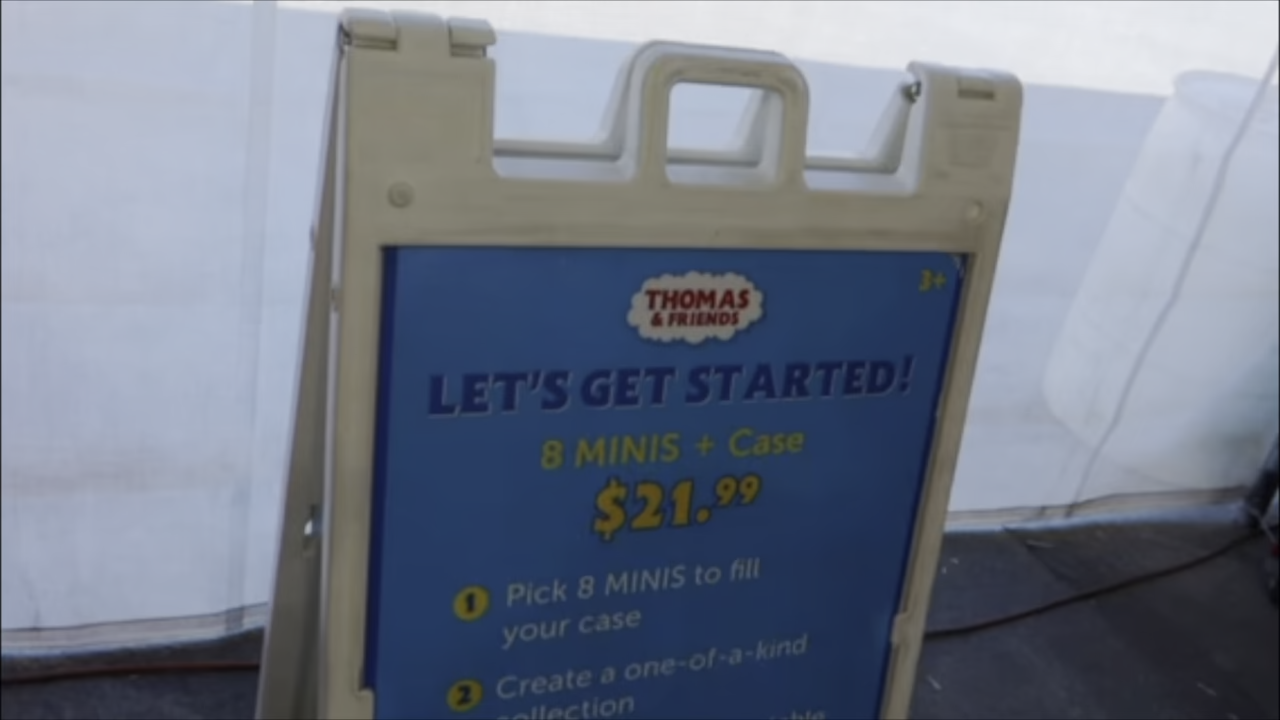 THOMAS
& FRIENDS
3+
LET'S GET STARTED!
8 MINIS + Case
$21.99
1 Pick 8 MINIS to fill
your case
2 Create a one-of-a-kind
collection